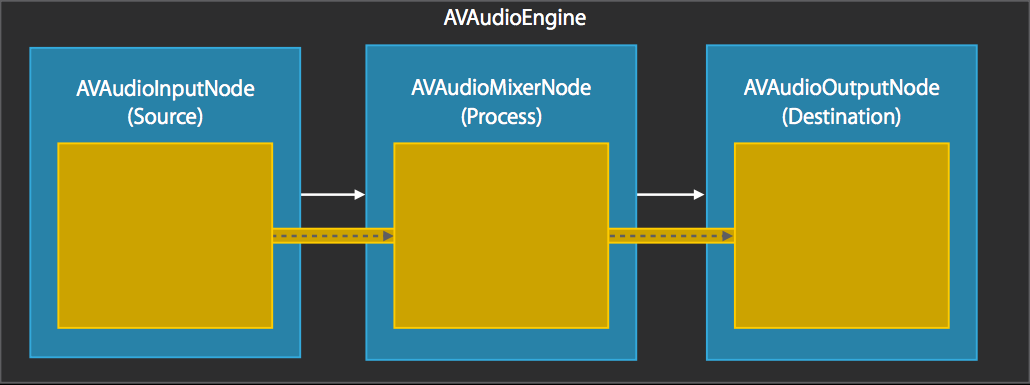 AVAudioEngine
AVAudioInputNode
(Source)
AVAudioMixerNode
(Process)
AVAudioOutputNode
(Destination)